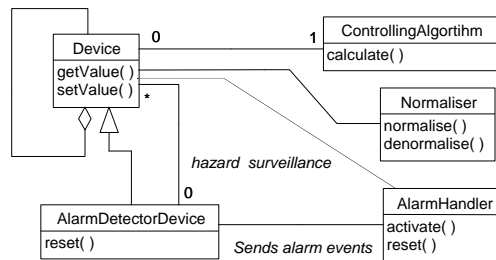 Device
getValue( )
setValue( )
0
1
ControllingAlgortihm
calculate( )
Normaliser
normalise( )
denormalise( )
*
hazard surveillance
0
AlarmDetectorDevice
reset( )
Sends alarm events
AlarmHandler
activate( )
reset( )